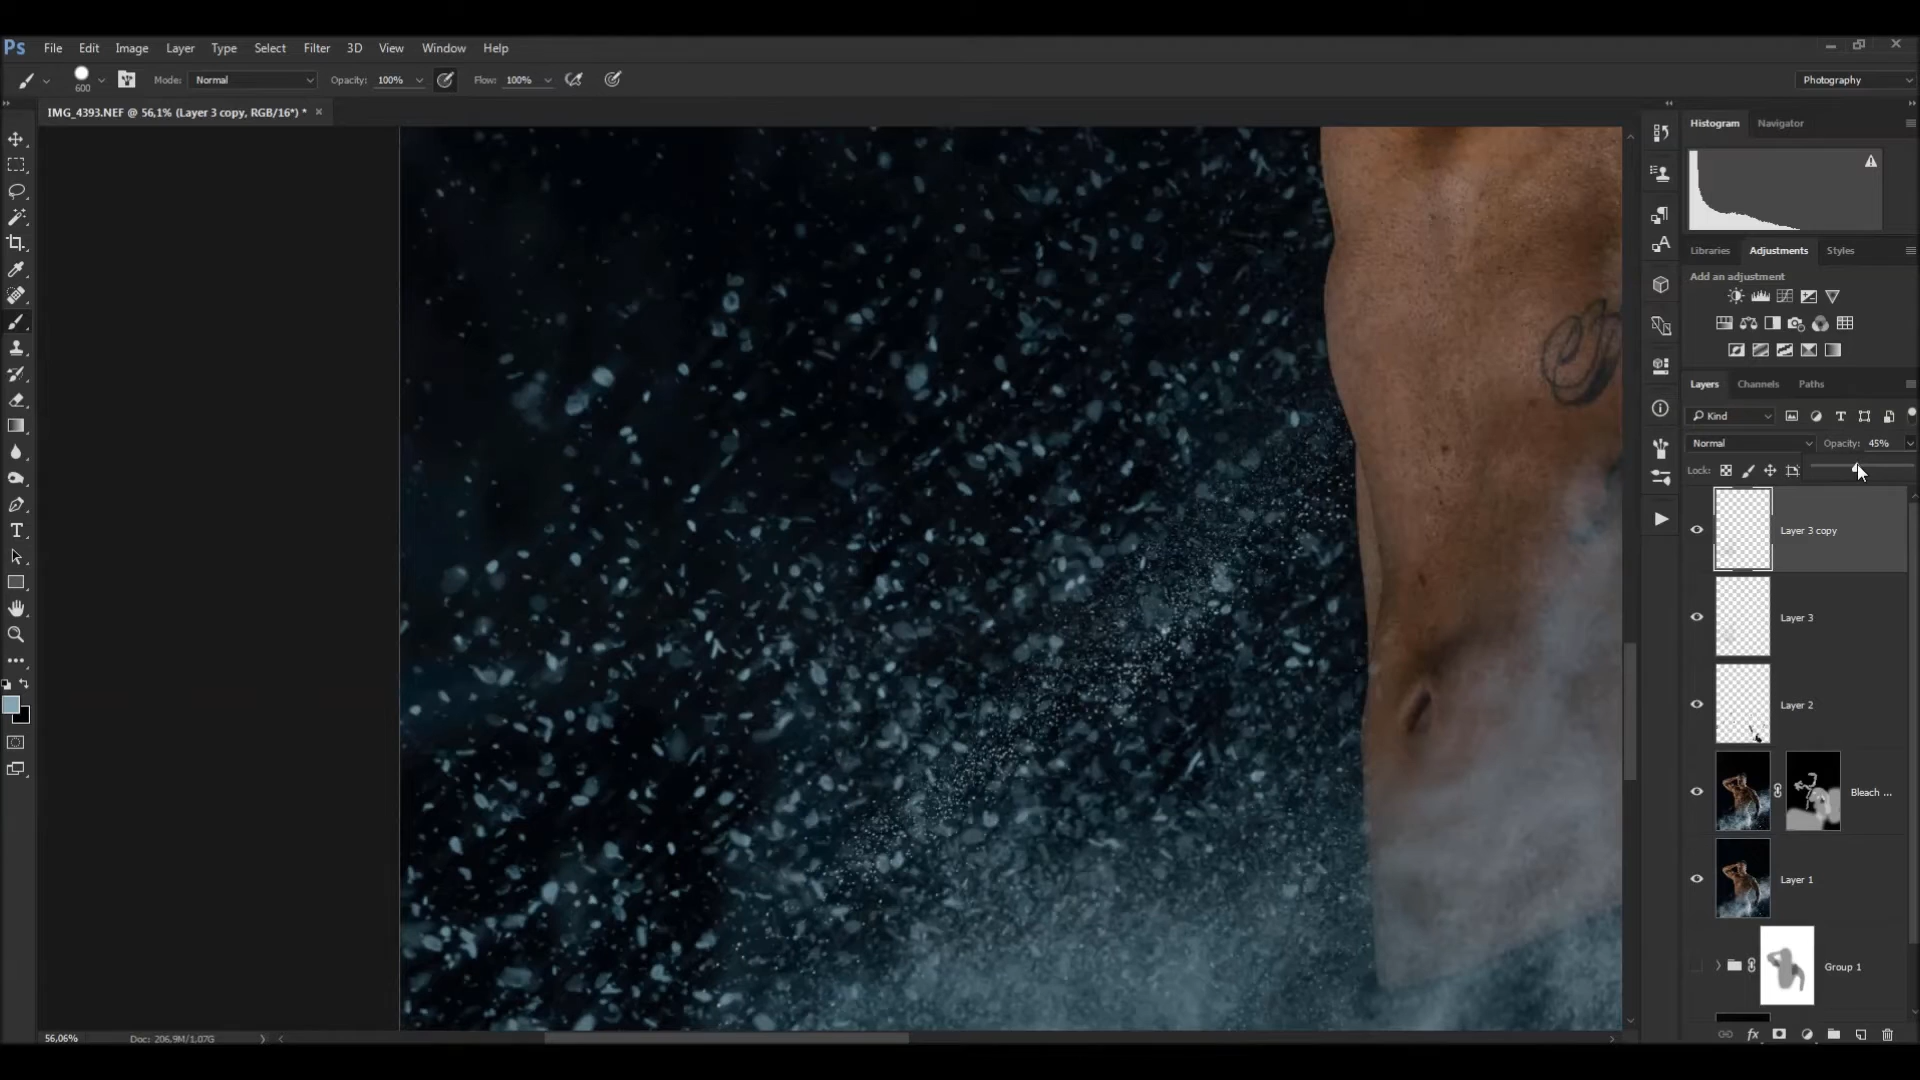 Ps File Edit Image Layer Type Select Filter 3D View Window Help
600 Mode: Normal Opacity: 100% Flow: 100% Photography
IMG_4393.NEF @ 56,1% (Layer 3 copy, RGB/16*) * ×
Histogram Navigator
Libraries Adjustments Styles
Add an adjustment
Layers Channels Paths
Kind
Normal Opacity: 45%
Lock:
Layer 3 copy
Layer 3
Layer 2
Bleach ...
Layer 1
Group 1
fx
56,06% Doc: 206,9M/1,07G